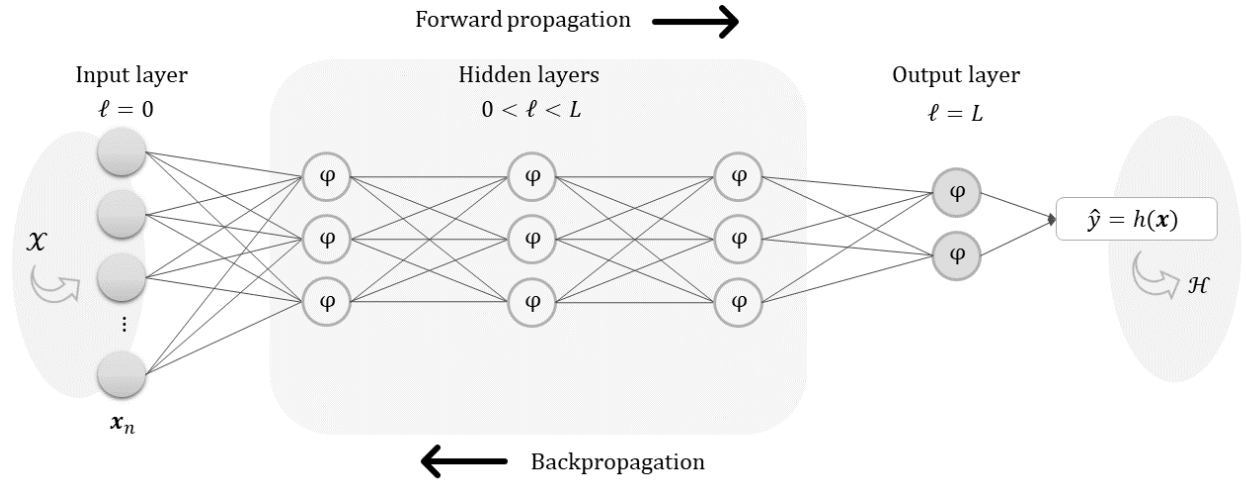 Forward propagation
Input layer
ℓ = 0
Hidden layers
0 < ℓ < L
Output layer
ℓ = L
𝒳
φ φ φ
φ φ φ
φ φ φ
φ
φ
ŷ = h(𝒙)
ℋ
⋮
𝒙ₙ
Backpropagation